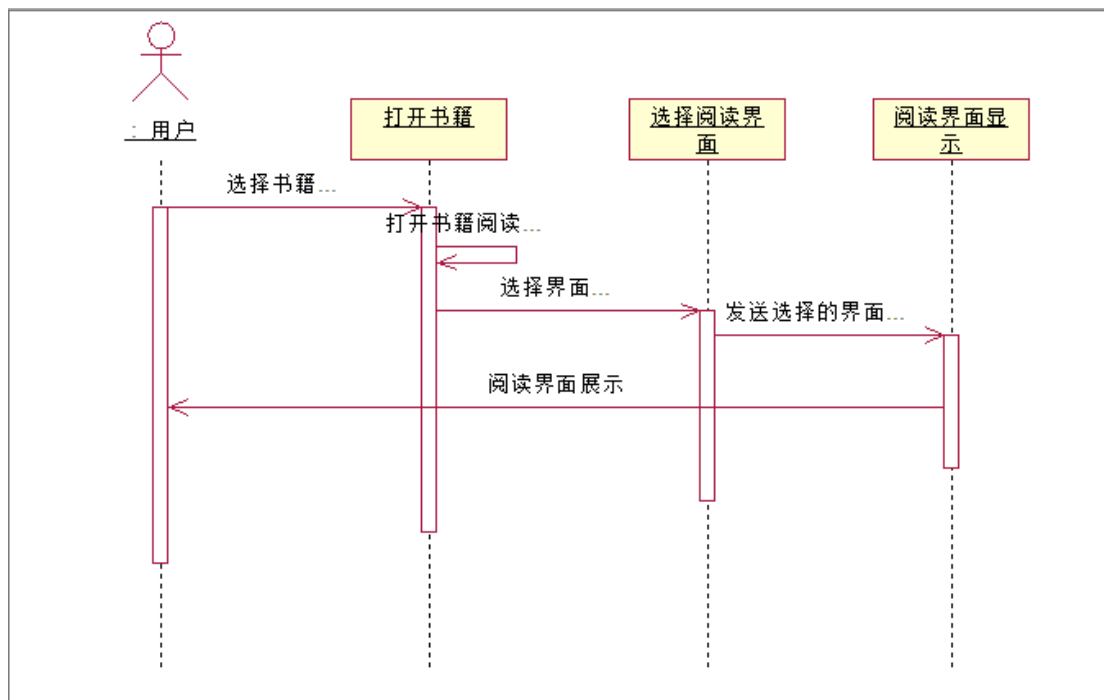 : 用户
打开书籍
选择阅读界
面
阅读界面显
示
选择书籍...
打开书籍阅读...
选择界面...
发送选择的界面...
阅读界面展示